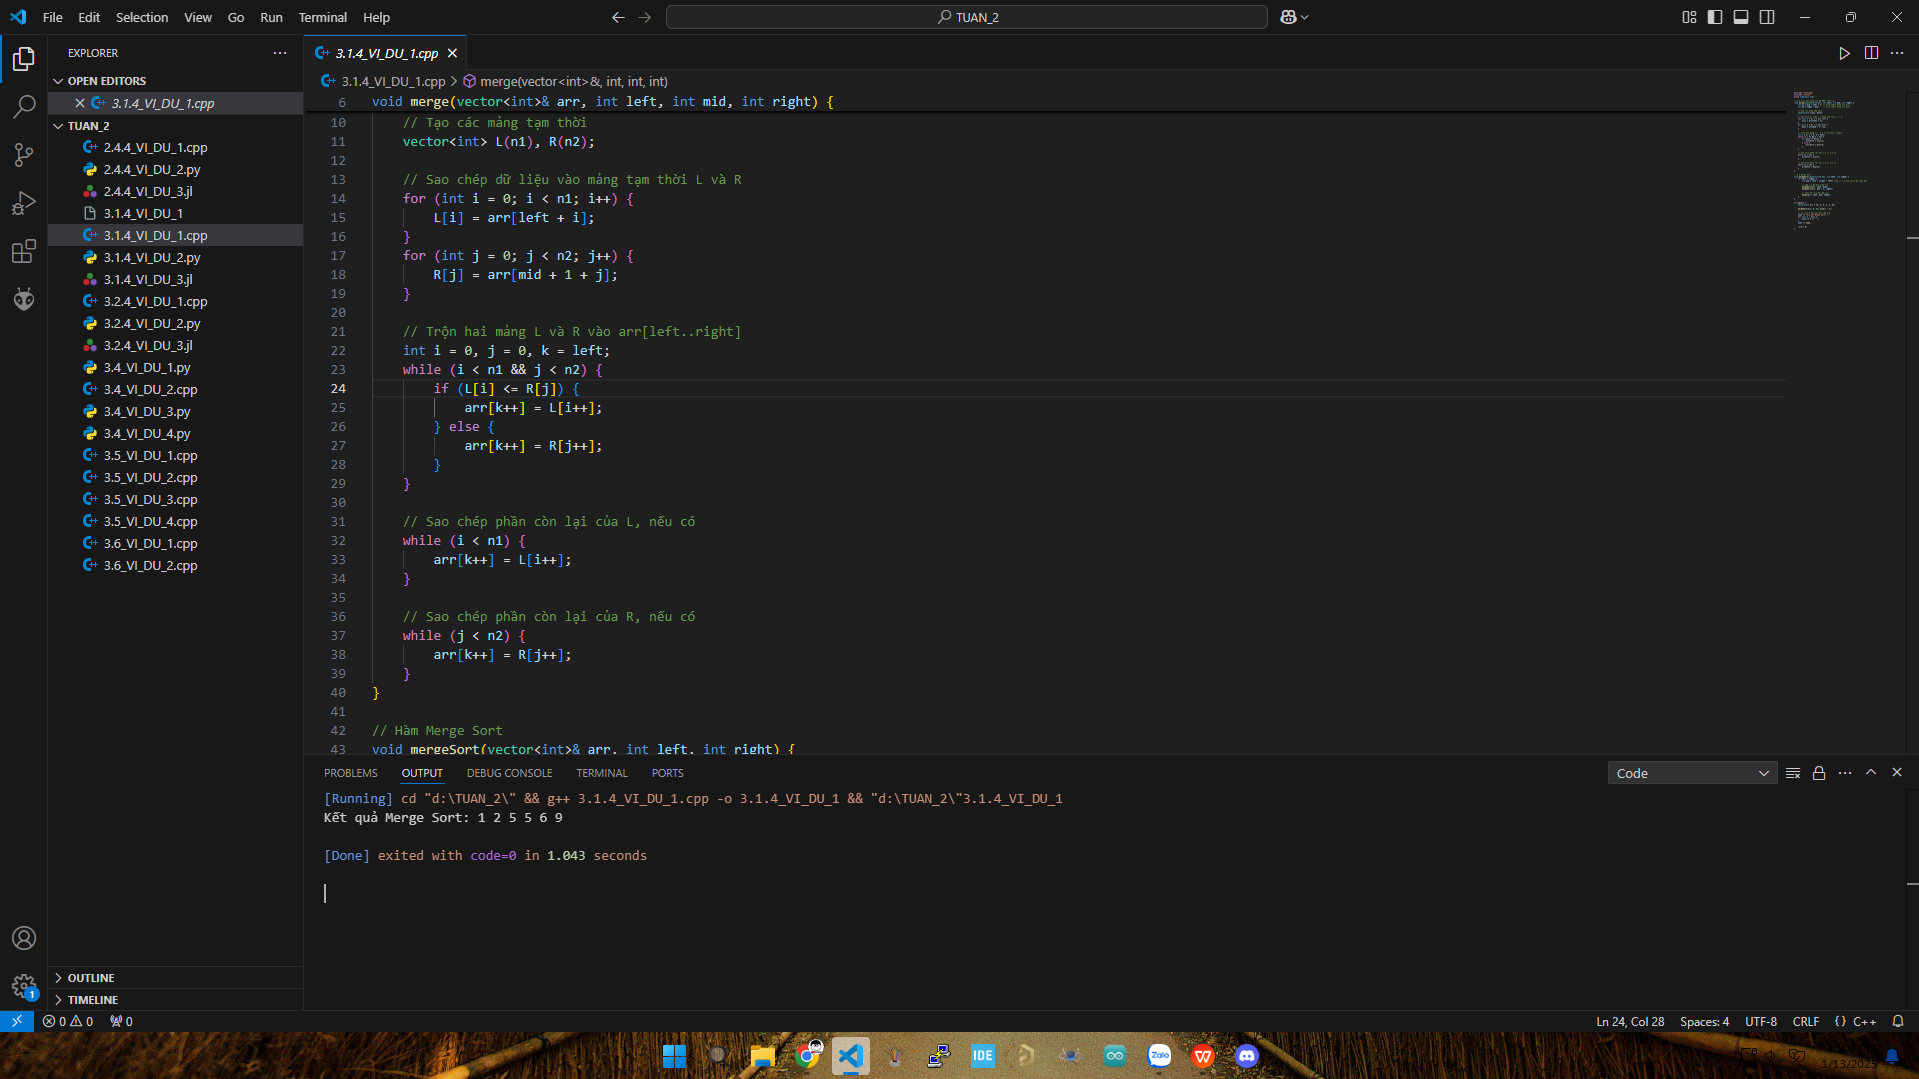 File Edit Selection View Go Run Terminal Help
TUAN_2
EXPLORER
OPEN EDITORS
3.1.4_VI_DU_1.cpp
TUAN_2
2.4.4_VI_DU_1.cpp
2.4.4_VI_DU_2.py
2.4.4_VI_DU_3.jl
3.1.4_VI_DU_1
3.1.4_VI_DU_1.cpp
3.1.4_VI_DU_2.py
3.1.4_VI_DU_3.jl
3.2.4_VI_DU_1.cpp
3.2.4_VI_DU_2.py
3.2.4_VI_DU_3.jl
3.4_VI_DU_1.py
3.4_VI_DU_2.cpp
3.4_VI_DU_3.py
3.4_VI_DU_4.py
3.5_VI_DU_1.cpp
3.5_VI_DU_2.cpp
3.5_VI_DU_3.cpp
3.5_VI_DU_4.cpp
3.6_VI_DU_1.cpp
3.6_VI_DU_2.cpp
OUTLINE
TIMELINE
3.1.4_VI_DU_1.cpp
3.1.4_VI_DU_1.cpp > merge(vector<int>&, int, int, int)
6 void merge(vector<int>& arr, int left, int mid, int right) {
10 // Tạo các mảng tạm thời
11 vector<int> L(n1), R(n2);
12
13 // Sao chép dữ liệu vào mảng tạm thời L và R
14 for (int i = 0; i < n1; i++) {
15 L[i] = arr[left + i];
16 }
17 for (int j = 0; j < n2; j++) {
18 R[j] = arr[mid + 1 + j];
19 }
20
21 // Trộn hai mảng L và R vào arr[left..right]
22 int i = 0, j = 0, k = left;
23 while (i < n1 && j < n2) {
24 if (L[i] <= R[j]) {
25 arr[k++] = L[i++];
26 } else {
27 arr[k++] = R[j++];
28 }
29 }
30
31 // Sao chép phần còn lại của L, nếu có
32 while (i < n1) {
33 arr[k++] = L[i++];
34 }
35
36 // Sao chép phần còn lại của R, nếu có
37 while (j < n2) {
38 arr[k++] = R[j++];
39 }
40 }
41
42 // Hàm Merge Sort
43 void mergeSort(vector<int>& arr, int left, int right) {
PROBLEMS OUTPUT DEBUG CONSOLE TERMINAL PORTS
Code
[Running] cd "d:\TUAN_2\" && g++ 3.1.4_VI_DU_1.cpp -o 3.1.4_VI_DU_1 && "d:\TUAN_2\"3.1.4_VI_DU_1
Kết quả Merge Sort: 1 2 5 5 6 9
[Done] exited with code=0 in 1.043 seconds
1
0 0 0
Ln 24, Col 28 Spaces: 4 UTF-8 CRLF {} C++
IDE
Zalo